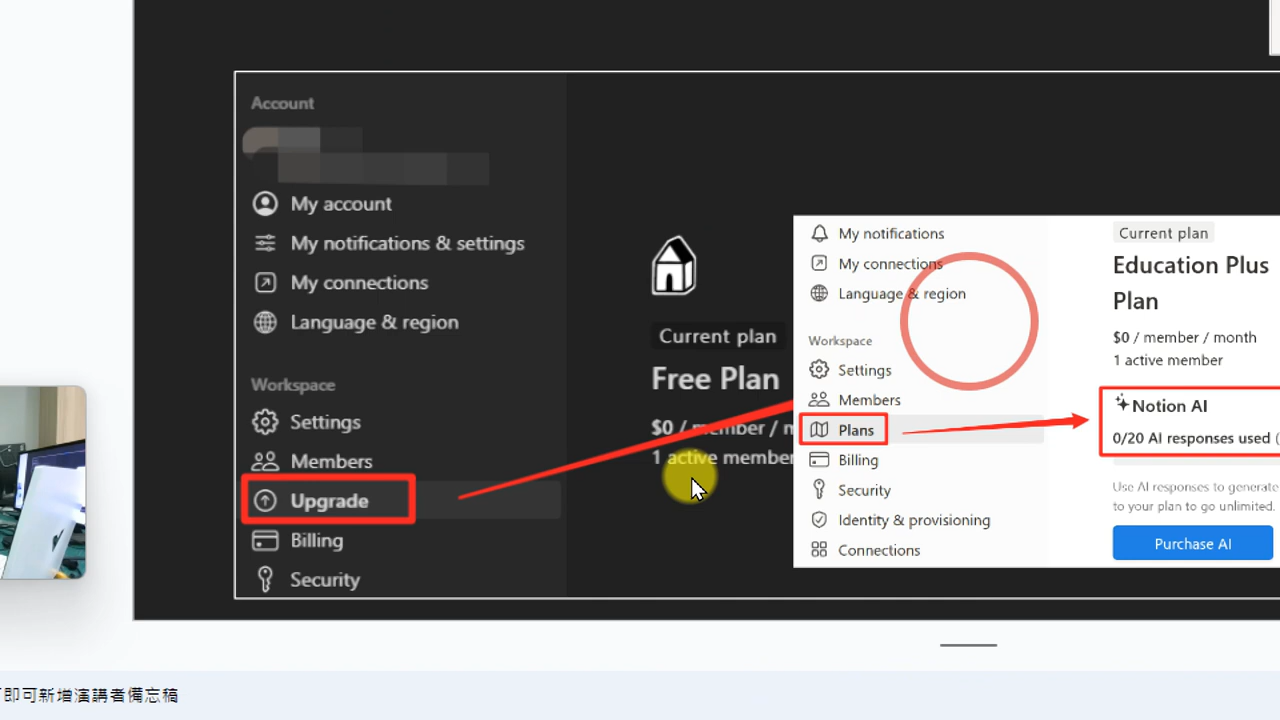 Account
My account
My notifications & settings
My connections
Language & region
Workspace
Settings
Members
Upgrade
Billing
Security
Current plan
Free Plan
$0 / member / m
1 active member
My notifications
My connections
Language & region
Workspace
Settings
Members
Plans
Billing
Security
Identity & provisioning
Connections
Current plan
Education Plus
Plan
$0 / member / month
1 active member
Notion AI
0/20 AI responses used (
Use AI responses to generate
to your plan to go unlimited.
Purchase AI
即可新增演講者備忘稿